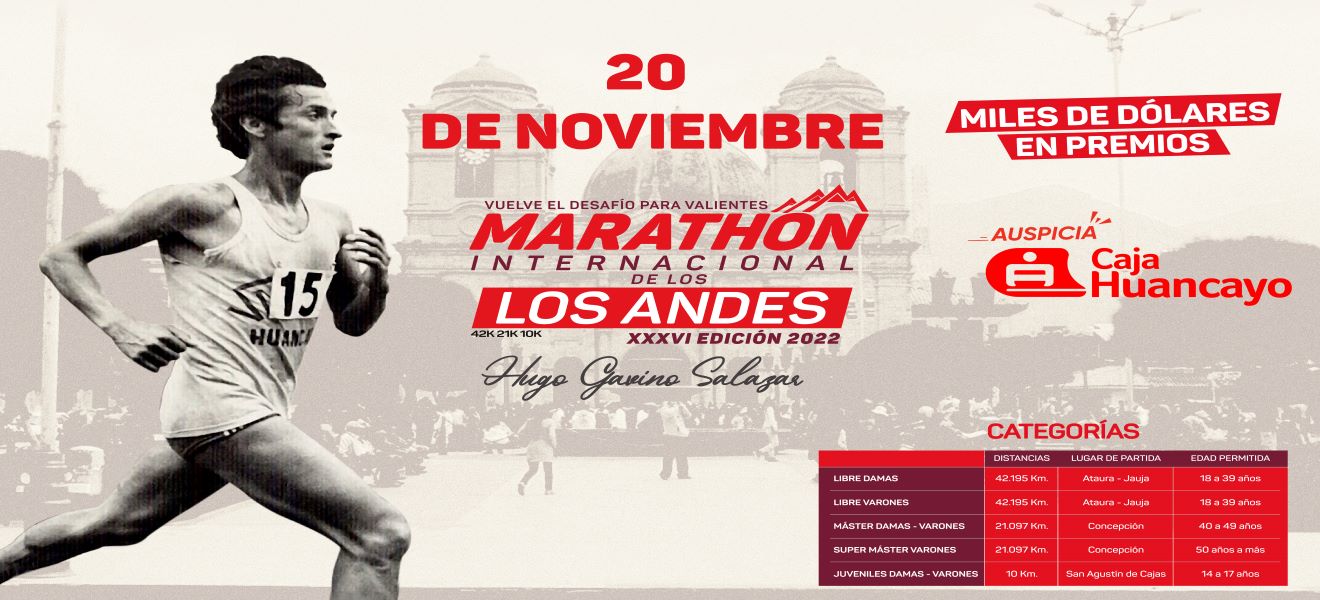 20
DE NOVIEMBRE
VUELVE EL DESAFÍO PARA VALIENTES
MARATHÓN
INTERNACIONAL
DE LOS
LOS ANDES
42K 21K 10K
XXXVI EDICIÓN 2022
Hugo Gavino Salazar
MILES DE DÓLARES
EN PREMIOS
AUSPICIA
Caja
Huancayo
15
CATEGORÍAS
DISTANCIAS LUGAR DE PARTIDA EDAD PERMITIDA
LIBRE DAMAS 42.195 Km. Ataura - Jauja 18 a 39 años
LIBRE VARONES 42.195 Km. Ataura - Jauja 18 a 39 años
MÁSTER DAMAS - VARONES 21.097 Km. Concepción 40 a 49 años
SUPER MÁSTER VARONES 21.097 Km. Concepción 50 años a más
JUVENILES DAMAS - VARONES 10 Km. San Agustín de Cajas 14 a 17 años